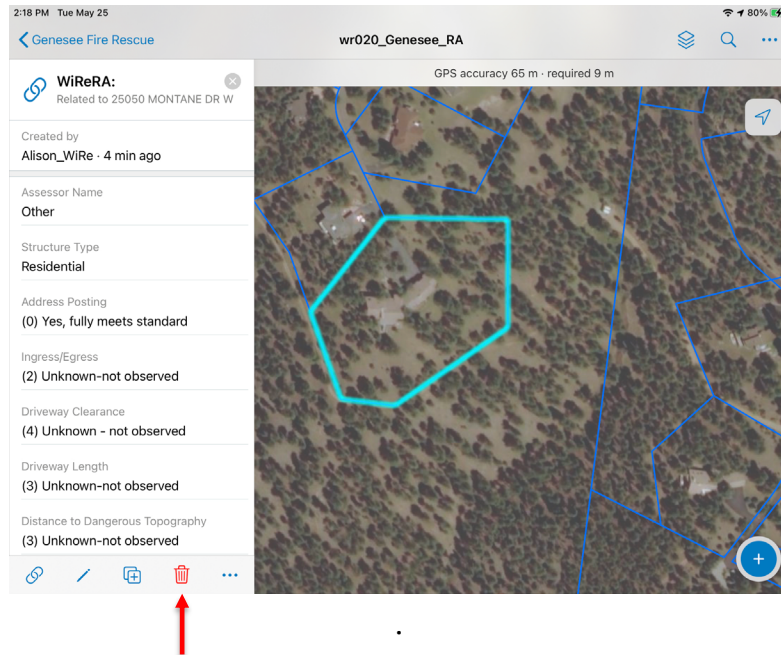 2:18 PM Tue May 25
80%
Genesee Fire Rescue
wr020_Genesee_RA
WiReRA:
Related to 25050 MONTANE DR W
GPS accuracy 65 m · required 9 m
Created by
Alison_WiRe · 4 min ago
Assessor Name
Other
Structure Type
Residential
Address Posting
(0) Yes, fully meets standard
Ingress/Egress
(2) Unknown-not observed
Driveway Clearance
(4) Unknown - not observed
Driveway Length
(3) Unknown-not observed
Distance to Dangerous Topography
(3) Unknown-not observed